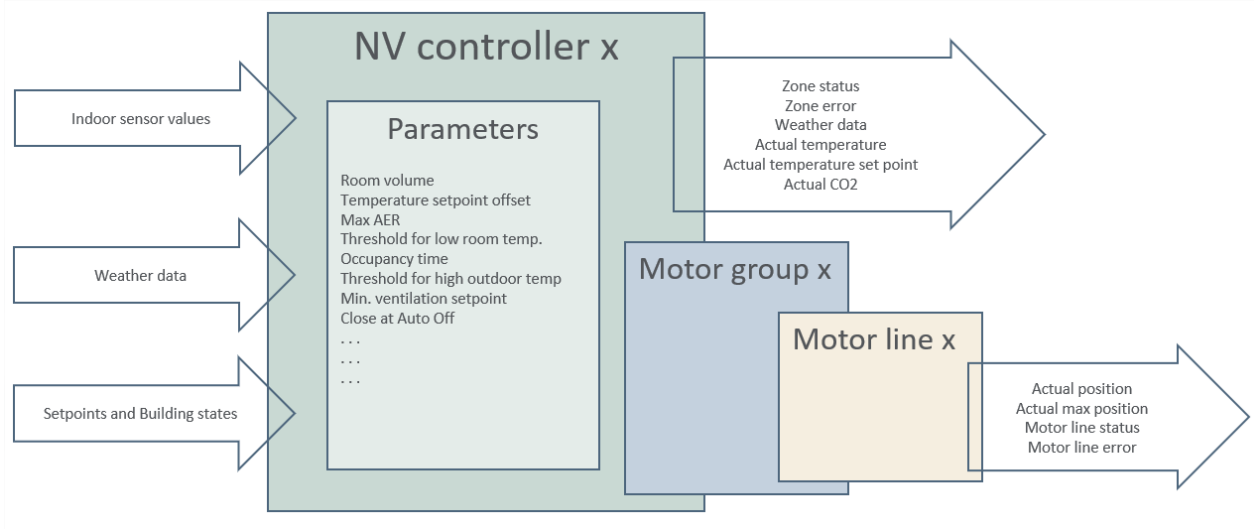 NV controller x
Indoor sensor values
Weather data
Setpoints and Building states
Parameters
Room volume
Temperature setpoint offset
Max AER
Threshold for low room temp.
Occupancy time
Threshold for high outdoor temp
Min. ventilation setpoint
Close at Auto Off
. . .
. . .
. . .
Zone status
Zone error
Weather data
Actual temperature
Actual temperature set point
Actual CO2
Motor group x
Motor line x
Actual position
Actual max position
Motor line status
Motor line error